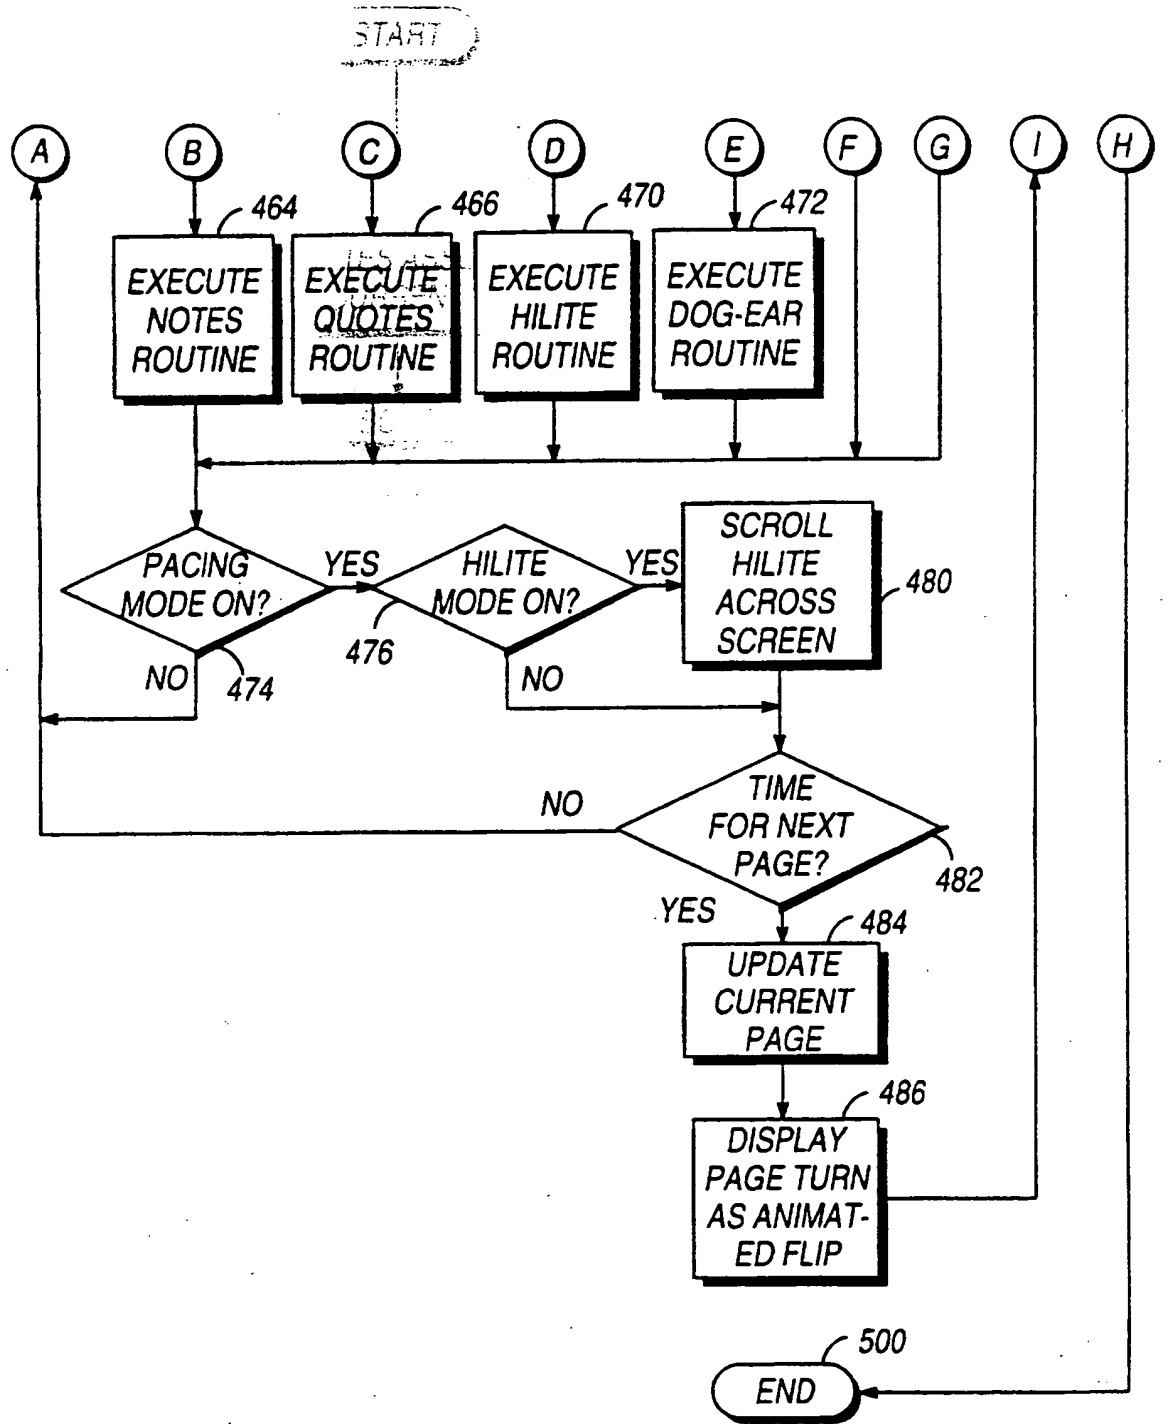 START
A
B
C
D
E
F
G
I
H
464
466
470
472
EXECUTE
NOTES
ROUTINE
EXECUTE
QUOTES
ROUTINE
EXECUTE
HILITE
ROUTINE
EXECUTE
DOG-EAR
ROUTINE
PACING
MODE ON?
YES
NO
474
HILITE
MODE ON?
YES
476
NO
SCROLL
HILITE
ACROSS
SCREEN
480
TIME
FOR NEXT
PAGE?
NO
482
YES
484
UPDATE
CURRENT
PAGE
486
DISPLAY
PAGE TURN
AS ANIMAT-
ED FLIP
500
END